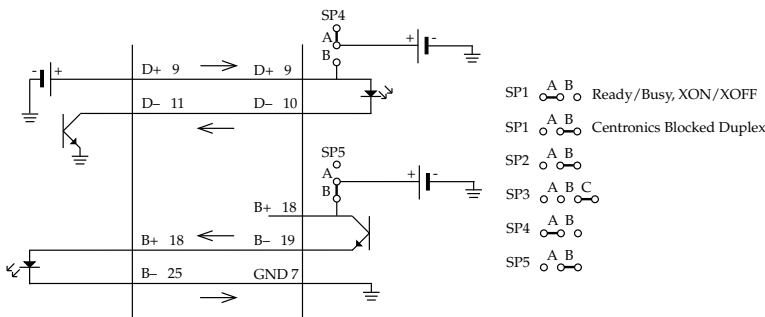 SP4
A
B
+ -
- +
D+ 9
D+ 9
D– 11
D– 10
SP5
A
B
+ -
B+ 18
B+ 18
B– 19
B– 25
GND 7
SP1 A B Ready/Busy, XON/XOFF
SP1 A B Centronics Blocked Duplex
SP2 A B
SP3 A B C
SP4 A B
SP5 A B